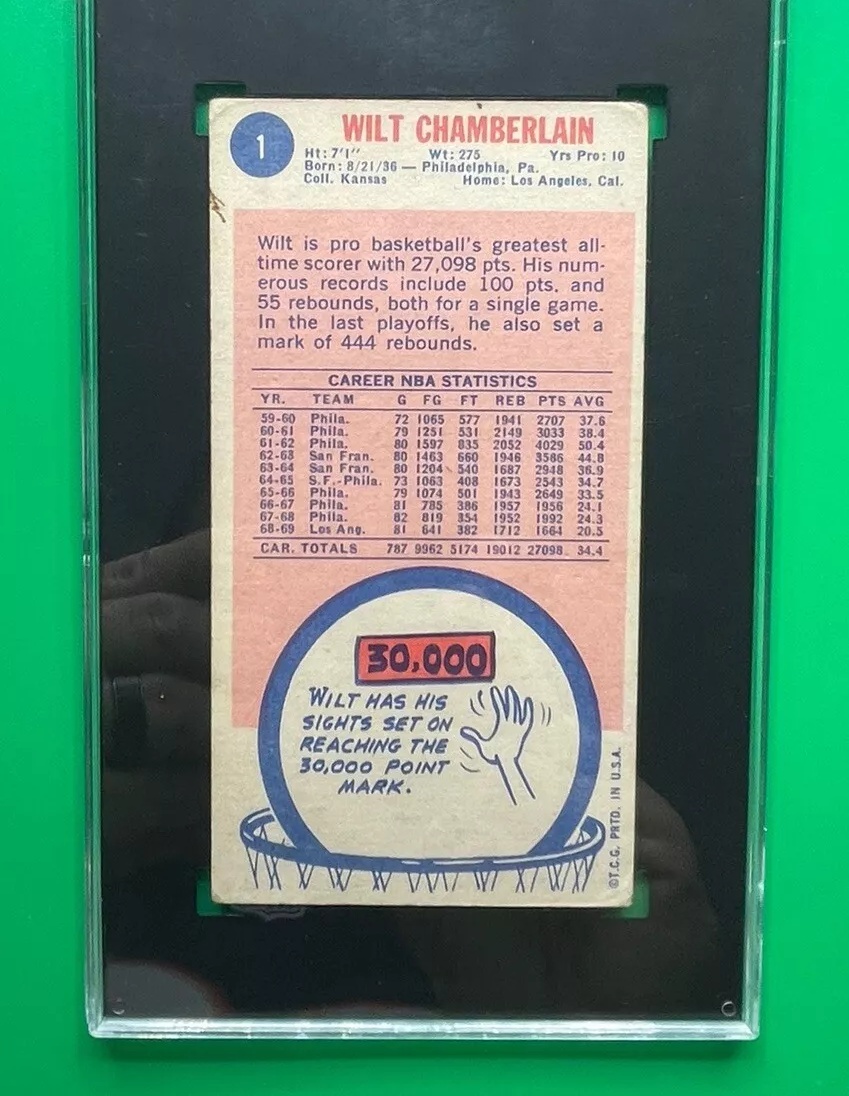 1
WILT CHAMBERLAIN
Ht: 7'1" Wt: 275 Yrs Pro: 10
Born: 8/21/36 — Philadelphia, Pa.
Coll. Kansas Home: Los Angeles, Cal.
Wilt is pro basketball's greatest all-
time scorer with 27,098 pts. His num-
erous records include 100 pts. and
55 rebounds, both for a single game.
In the last playoffs, he also set a
mark of 444 rebounds.
CAREER NBA STATISTICS
YR. TEAM G FG FT REB PTS AVG
59-60 Phila. 72 1065 577 1941 2707 37.6
60-61 Phila. 79 1251 531 2149 3033 38.4
61-62 Phila. 80 1597 835 2052 4029 50.4
62-63 San Fran. 80 1463 660 1946 3586 44.8
63-64 San Fran. 80 1204 540 1687 2948 36.9
64-65 S.F.-Phila. 73 1063 408 1673 2543 34.7
65-66 Phila. 79 1074 501 1943 2649 33.5
66-67 Phila. 81 785 386 1957 1956 24.1
67-68 Phila. 82 819 354 1952 1992 24.3
68-69 Los Ang. 81 641 382 1712 1664 20.5
CAR. TOTALS 787 9962 5174 19012 27098 34.4
30,000
WILT HAS HIS
SIGHTS SET ON
REACHING THE
30,000 POINT
MARK.
©T.C.G. PRTD. IN U.S.A.